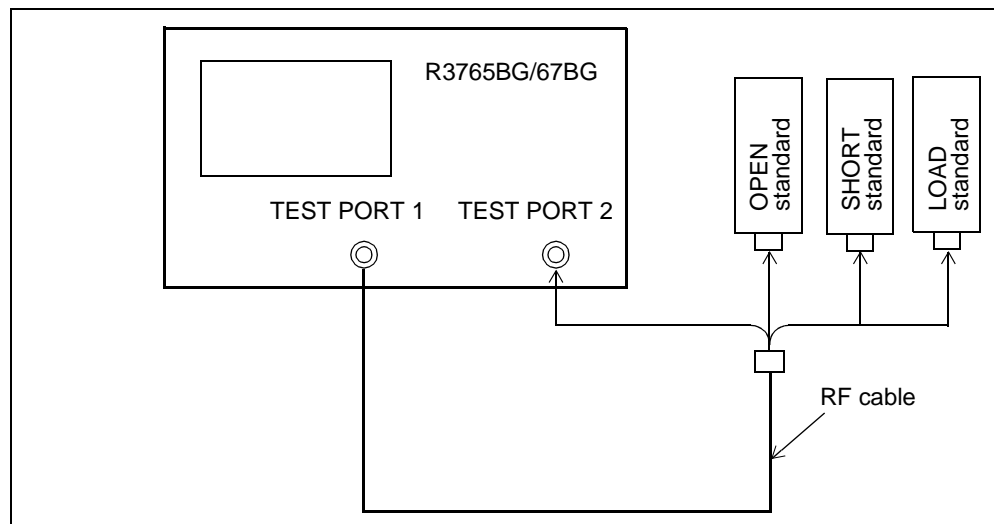 R3765BG/67BG
TEST PORT 1
TEST PORT 2
OPEN
standard
SHORT
standard
LOAD
standard
RF cable